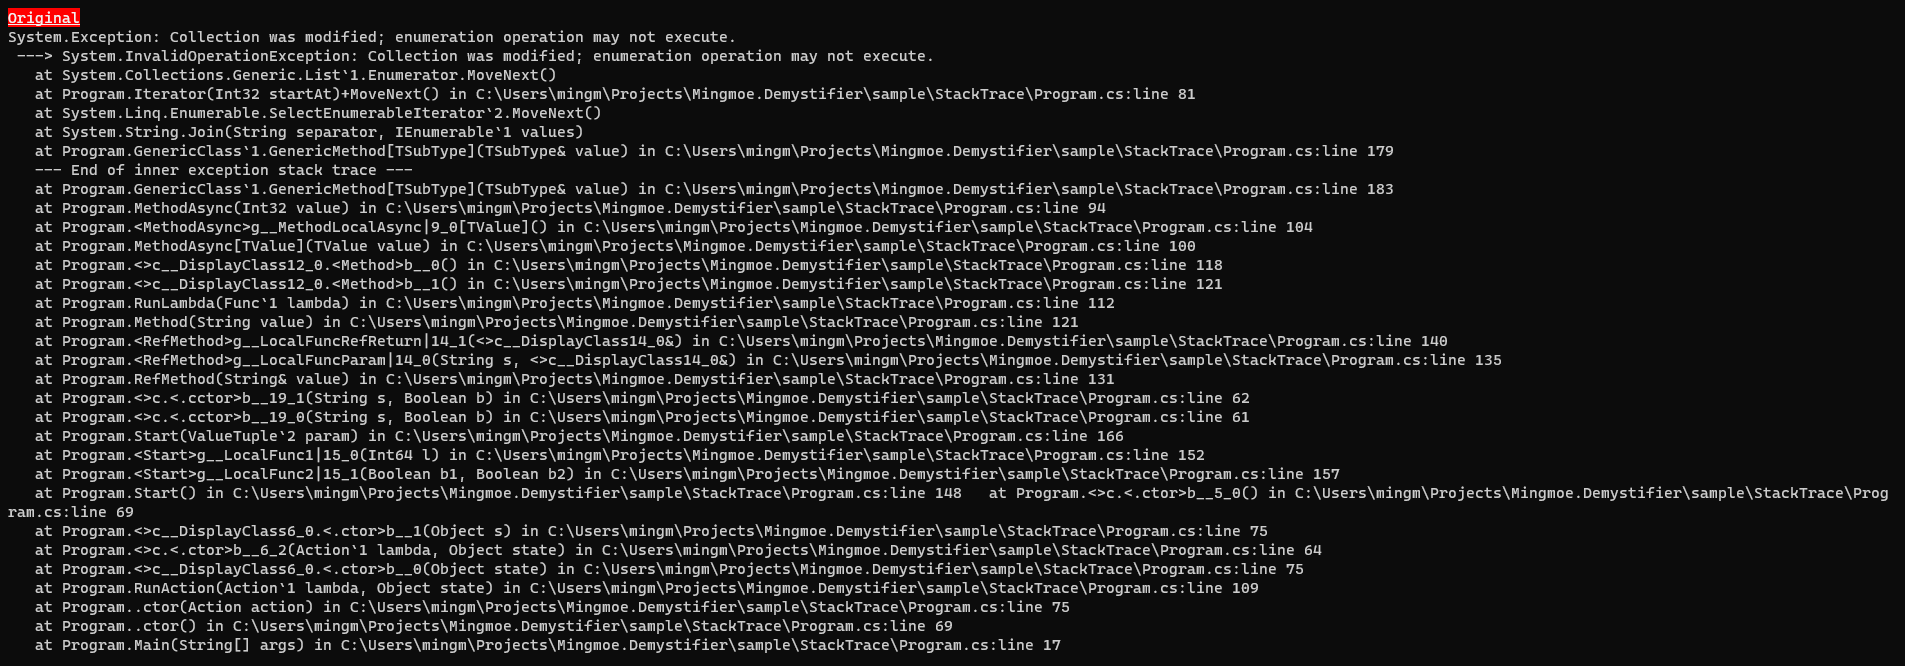 Original
System.Exception: Collection was modified; enumeration operation may not execute.
 ---> System.InvalidOperationException: Collection was modified; enumeration operation may not execute.
   at System.Collections.Generic.List`1.Enumerator.MoveNext()
   at Program.Iterator(Int32 startAt)+MoveNext() in C:\Users\mingm\Projects\Mingmoe.Demystifier\sample\StackTrace\Program.cs:line 81
   at System.Linq.Enumerable.SelectEnumerableIterator`2.MoveNext()
   at System.String.Join(String separator, IEnumerable`1 values)
   at Program.GenericClass`1.GenericMethod[TSubType](TSubType& value) in C:\Users\mingm\Projects\Mingmoe.Demystifier\sample\StackTrace\Program.cs:line 179
   --- End of inner exception stack trace ---
   at Program.GenericClass`1.GenericMethod[TSubType](TSubType& value) in C:\Users\mingm\Projects\Mingmoe.Demystifier\sample\StackTrace\Program.cs:line 183
   at Program.MethodAsync(Int32 value) in C:\Users\mingm\Projects\Mingmoe.Demystifier\sample\StackTrace\Program.cs:line 94
   at Program.<MethodAsync>g__MethodLocalAsync|9_0[TValue]() in C:\Users\mingm\Projects\Mingmoe.Demystifier\sample\StackTrace\Program.cs:line 104
   at Program.MethodAsync[TValue](TValue value) in C:\Users\mingm\Projects\Mingmoe.Demystifier\sample\StackTrace\Program.cs:line 100
   at Program.<>c__DisplayClass12_0.<Method>b__0() in C:\Users\mingm\Projects\Mingmoe.Demystifier\sample\StackTrace\Program.cs:line 118
   at Program.<>c__DisplayClass12_0.<Method>b__1() in C:\Users\mingm\Projects\Mingmoe.Demystifier\sample\StackTrace\Program.cs:line 121
   at Program.RunLambda(Func`1 lambda) in C:\Users\mingm\Projects\Mingmoe.Demystifier\sample\StackTrace\Program.cs:line 112
   at Program.Method(String value) in C:\Users\mingm\Projects\Mingmoe.Demystifier\sample\StackTrace\Program.cs:line 121
   at Program.<RefMethod>g__LocalFuncRefReturn|14_1(<>c__DisplayClass14_0&) in C:\Users\mingm\Projects\Mingmoe.Demystifier\sample\StackTrace\Program.cs:line 140
   at Program.<RefMethod>g__LocalFuncParam|14_0(String s, <>c__DisplayClass14_0&) in C:\Users\mingm\Projects\Mingmoe.Demystifier\sample\StackTrace\Program.cs:line 135
   at Program.RefMethod(String& value) in C:\Users\mingm\Projects\Mingmoe.Demystifier\sample\StackTrace\Program.cs:line 131
   at Program.<>c.<.cctor>b__19_1(String s, Boolean b) in C:\Users\mingm\Projects\Mingmoe.Demystifier\sample\StackTrace\Program.cs:line 62
   at Program.<>c.<.cctor>b__19_0(String s, Boolean b) in C:\Users\mingm\Projects\Mingmoe.Demystifier\sample\StackTrace\Program.cs:line 61
   at Program.Start(ValueTuple`2 param) in C:\Users\mingm\Projects\Mingmoe.Demystifier\sample\StackTrace\Program.cs:line 166
   at Program.<Start>g__LocalFunc1|15_0(Int64 l) in C:\Users\mingm\Projects\Mingmoe.Demystifier\sample\StackTrace\Program.cs:line 152
   at Program.<Start>g__LocalFunc2|15_1(Boolean b1, Boolean b2) in C:\Users\mingm\Projects\Mingmoe.Demystifier\sample\StackTrace\Program.cs:line 157
   at Program.Start() in C:\Users\mingm\Projects\Mingmoe.Demystifier\sample\StackTrace\Program.cs:line 148   at Program.<>c.<.ctor>b__5_0() in C:\Users\mingm\Projects\Mingmoe.Demystifier\sample\StackTrace\Prog
ram.cs:line 69
   at Program.<>c__DisplayClass6_0.<.ctor>b__1(Object s) in C:\Users\mingm\Projects\Mingmoe.Demystifier\sample\StackTrace\Program.cs:line 75
   at Program.<>c.<.ctor>b__6_2(Action`1 lambda, Object state) in C:\Users\mingm\Projects\Mingmoe.Demystifier\sample\StackTrace\Program.cs:line 64
   at Program.<>c__DisplayClass6_0.<.ctor>b__0(Object state) in C:\Users\mingm\Projects\Mingmoe.Demystifier\sample\StackTrace\Program.cs:line 75
   at Program.RunAction(Action`1 lambda, Object state) in C:\Users\mingm\Projects\Mingmoe.Demystifier\sample\StackTrace\Program.cs:line 109
   at Program..ctor(Action action) in C:\Users\mingm\Projects\Mingmoe.Demystifier\sample\StackTrace\Program.cs:line 75
   at Program..ctor() in C:\Users\mingm\Projects\Mingmoe.Demystifier\sample\StackTrace\Program.cs:line 69
   at Program.Main(String[] args) in C:\Users\mingm\Projects\Mingmoe.Demystifier\sample\StackTrace\Program.cs:line 17